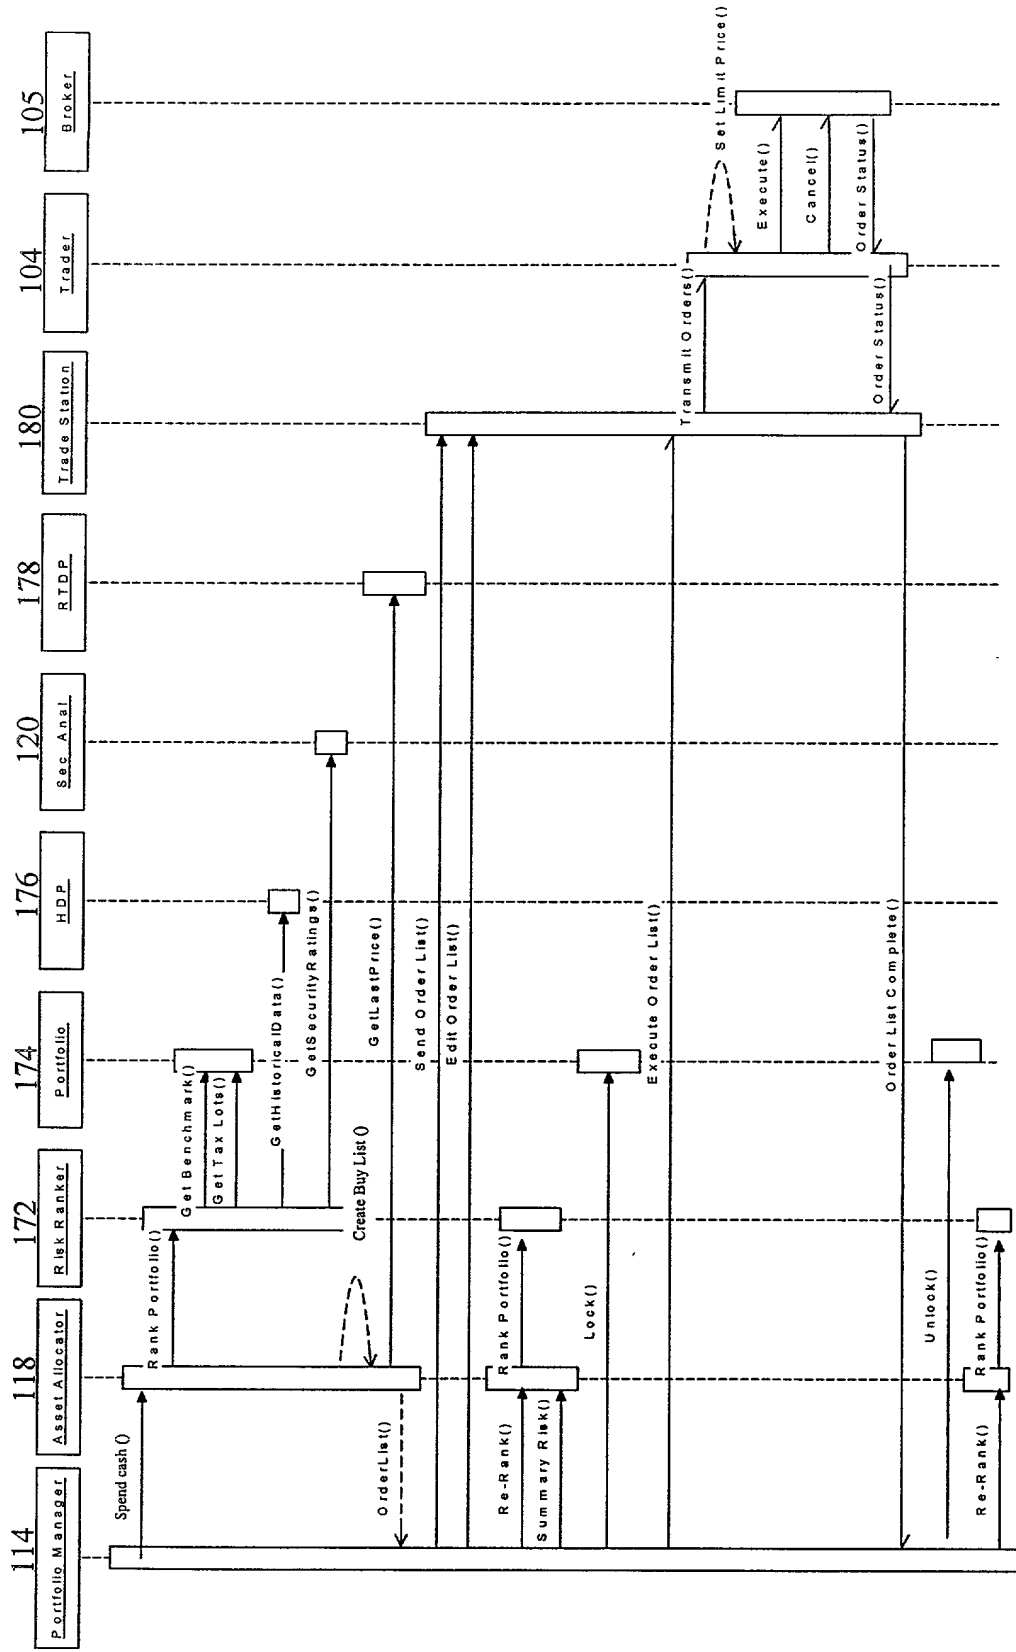 114
Portfolio Manager
118
Asset Allocator
172
Risk Ranker
174
Portfolio
176
HDP
120
Sec Anal
178
RTDP
180
Trade Station
104
Trader
105
Broker
Spend cash ()
Rank Portfolio()
Get Benchmark()
Get Tax Lots()
GetHistoricalData()
GetSecurityRatings()
Create Buy List ()
GetLastPrice()
OrderList()
Send Order List()
Edit Order List()
Re-Rank()
Rank Portfolio()
Summary Risk()
Lock()
Execute Order List()
Transmit Orders()
Set Limit Price()
Execute()
Cancel()
Order Status()
Order Status()
Order List Complete()
Unlock()
Re-Rank()
Rank Portfolio()